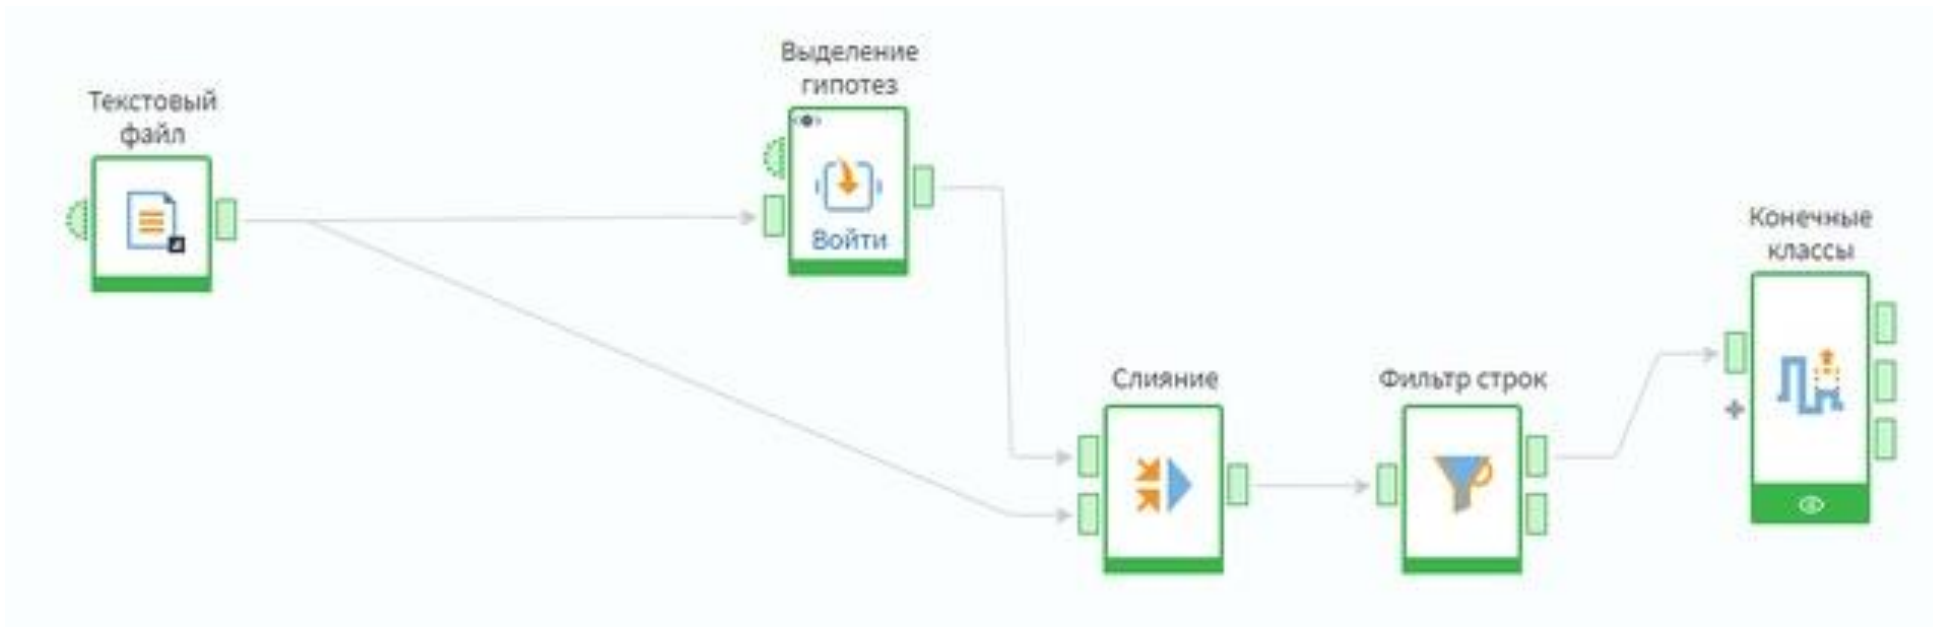 Текстовый
файл
Выделение
гипотез
Войти
Слияние
Фильтр строк
Конечные
классы